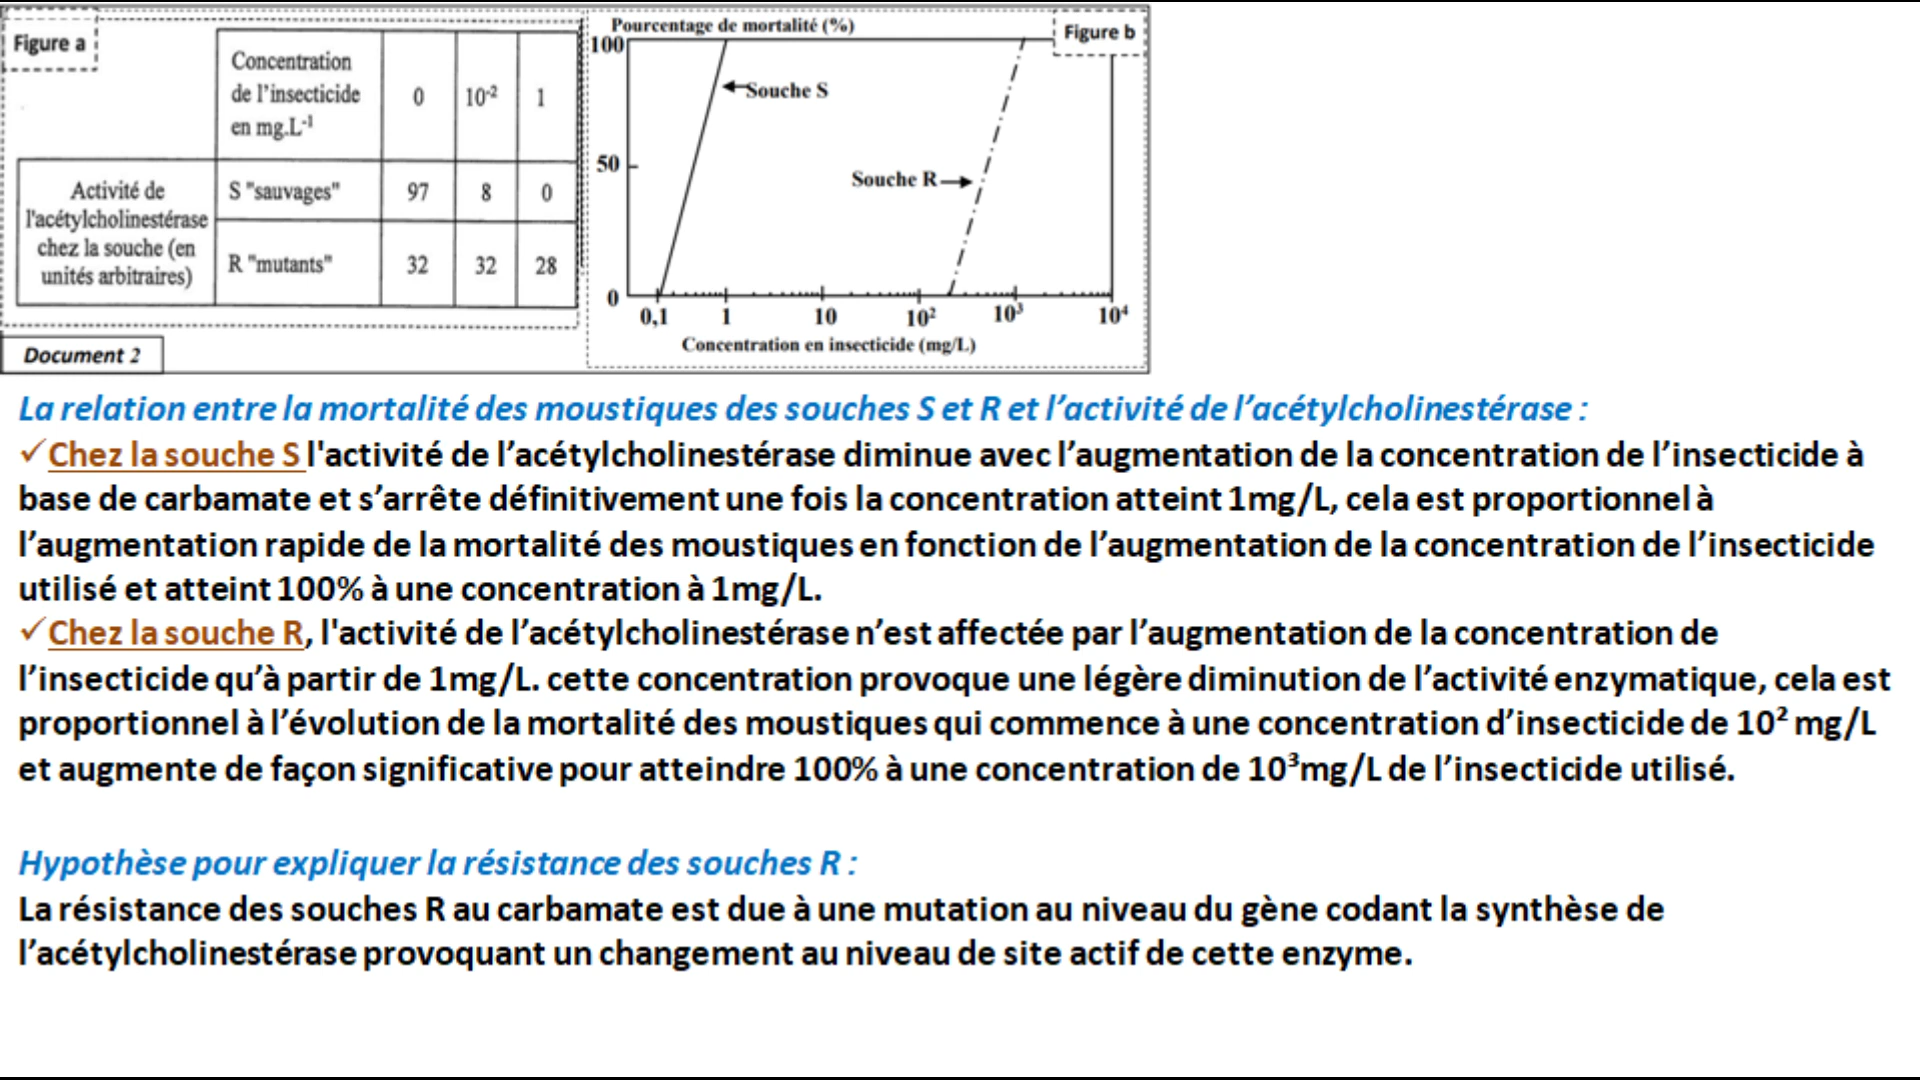 Figure a
Concentration
de l'insecticide
en mg.L⁻¹
0
10⁻²
1
Activité de
l'acétylcholinestérase
chez la souche (en
unités arbitraires)
S "sauvages"
97
8
0
R "mutants"
32
32
28
Document 2
Pourcentage de mortalité (%)
Figure b
100
50
0
Souche S
Souche R
0,1
1
10
10²
10³
10⁴
Concentration en insecticide (mg/L)
La relation entre la mortalité des moustiques des souches S et R et l’activité de l’acétylcholinestérase :
✓Chez la souche S l'activité de l’acétylcholinestérase diminue avec l’augmentation de la concentration de l’insecticide à
base de carbamate et s’arrête définitivement une fois la concentration atteint 1mg/L, cela est proportionnel à
l’augmentation rapide de la mortalité des moustiques en fonction de l’augmentation de la concentration de l’insecticide
utilisé et atteint 100% à une concentration à 1mg/L.
✓Chez la souche R, l'activité de l’acétylcholinestérase n’est affectée par l’augmentation de la concentration de
l’insecticide qu’à partir de 1mg/L. cette concentration provoque une légère diminution de l’activité enzymatique, cela est
proportionnel à l’évolution de la mortalité des moustiques qui commence à une concentration d’insecticide de 10² mg/L
et augmente de façon significative pour atteindre 100% à une concentration de 10³mg/L de l’insecticide utilisé.
Hypothèse pour expliquer la résistance des souches R :
La résistance des souches R au carbamate est due à une mutation au niveau du gène codant la synthèse de
l’acétylcholinestérase provoquant un changement au niveau de site actif de cette enzyme.